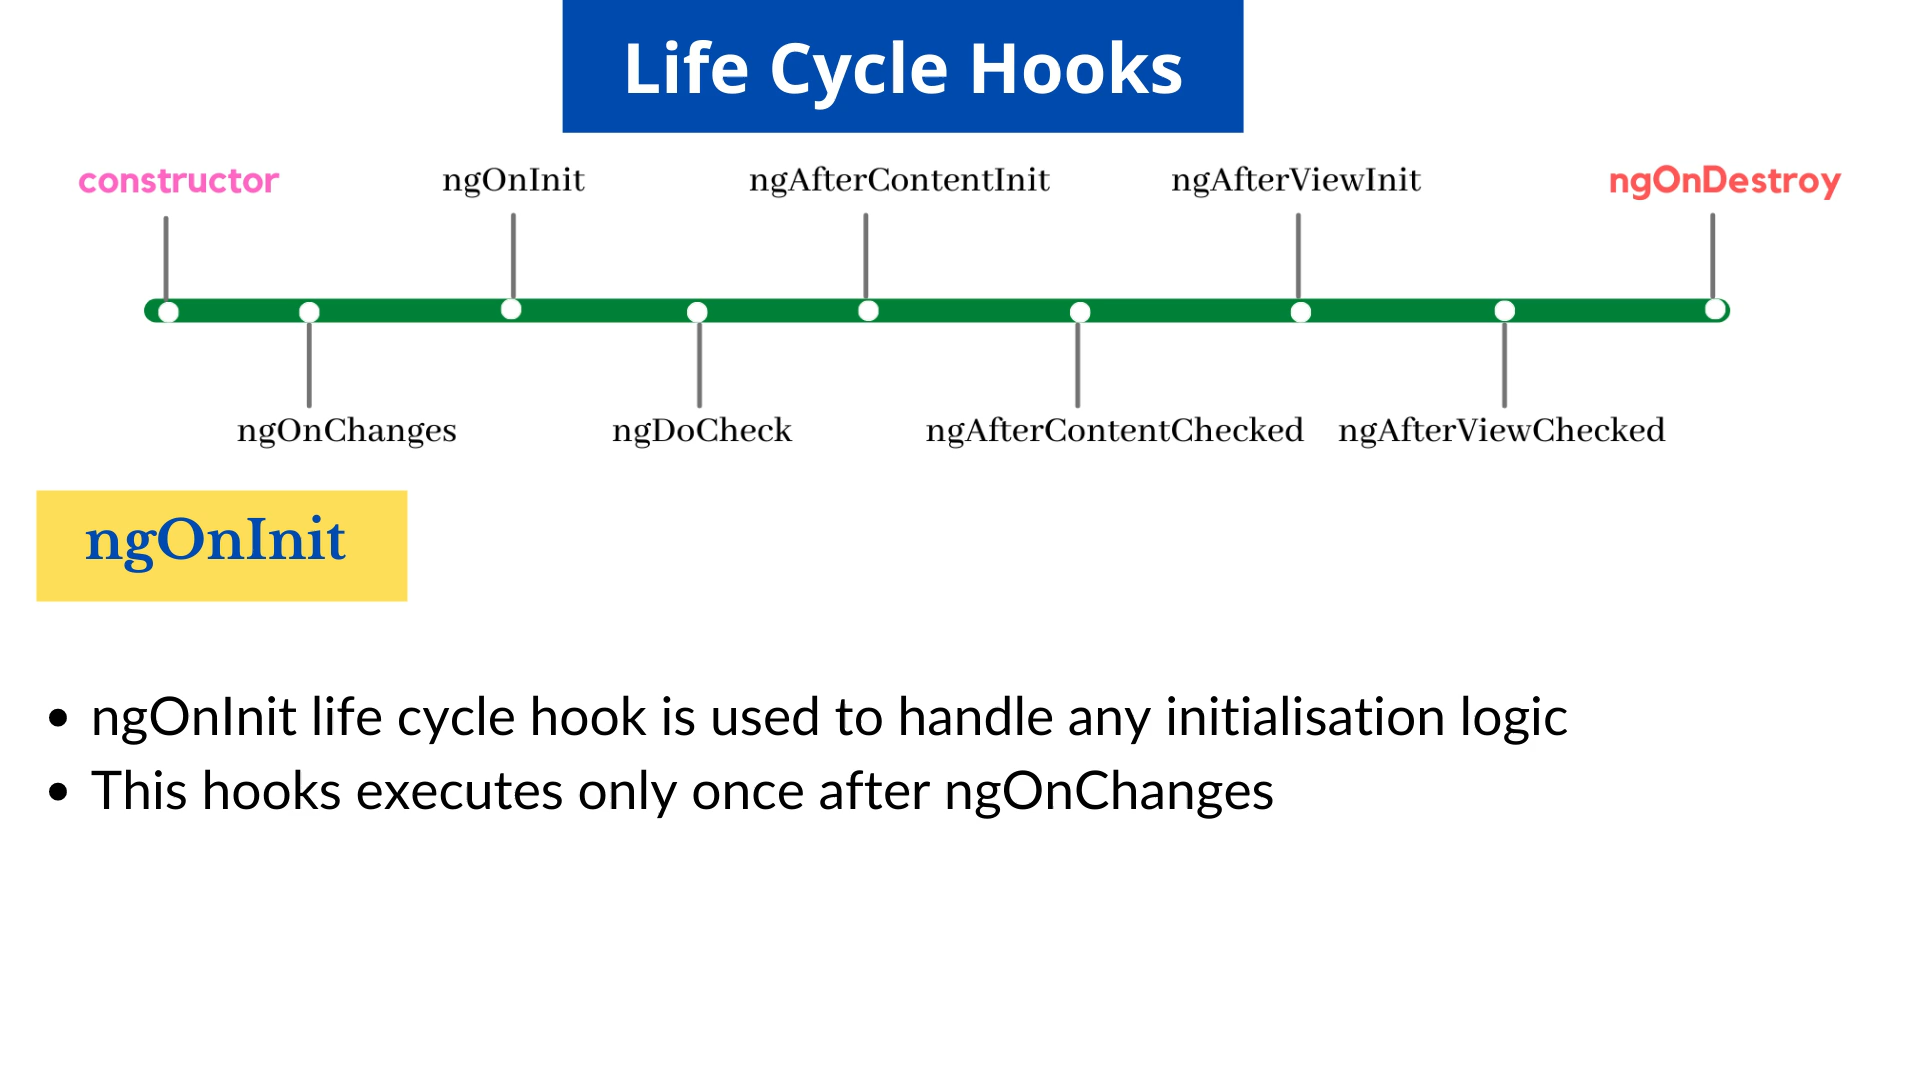 Life Cycle Hooks
constructor
ngOnInit
ngAfterContentInit
ngAfterViewInit
ngOnDestroy
ngOnChanges
ngDoCheck
ngAfterContentChecked
ngAfterViewChecked
ngOnInit
• ngOnInit life cycle hook is used to handle any initialisation logic
• This hooks executes only once after ngOnChanges